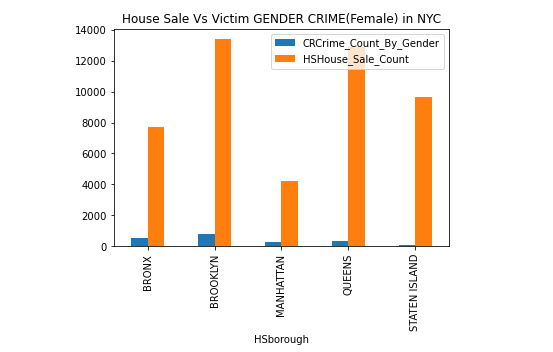 House Sale Vs Victim GENDER CRIME(Female) in NYC
CRCrime_Count_By_Gender
HSHouse_Sale_Count
14000
12000
10000
8000
6000
4000
2000
0
BRONX
BROOKLYN
MANHATTAN
QUEENS
STATEN ISLAND
HSborough